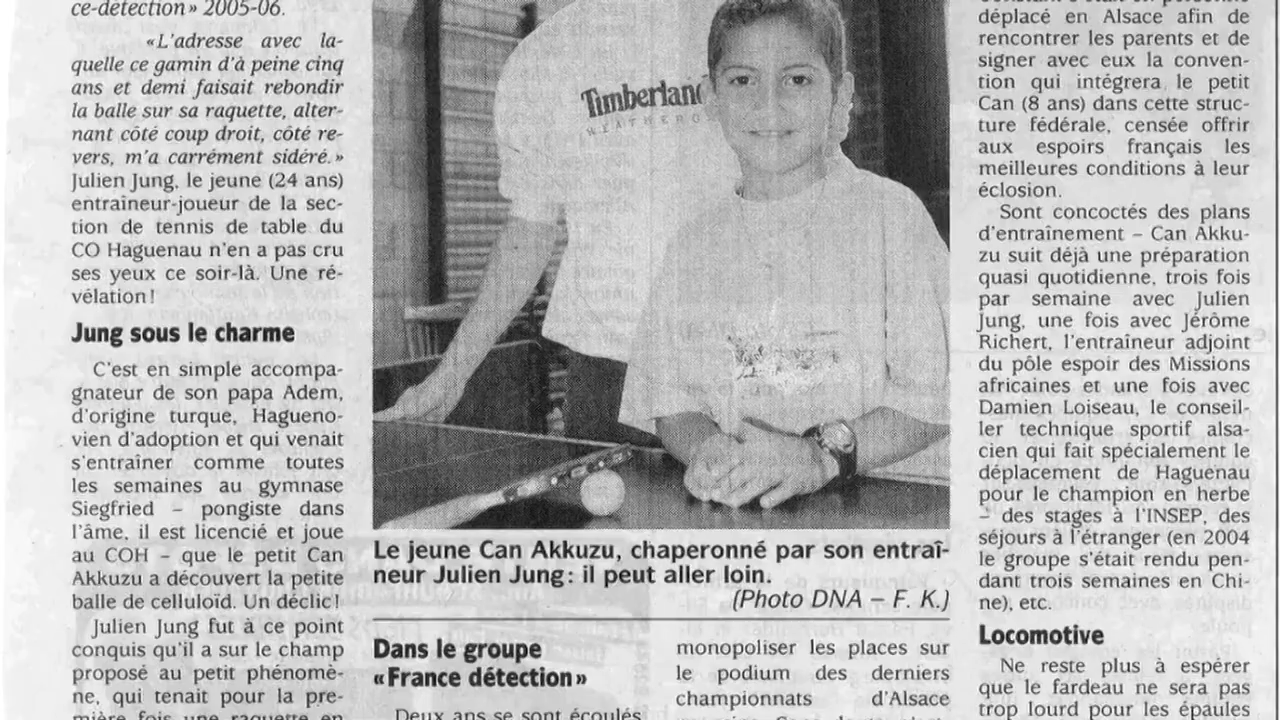 ce-détection» 2005-06.
«L'adresse avec la-
quelle ce gamin d'à peine cinq
ans et demi faisait rebondir
la balle sur sa raquette, alter-
nant côté coup droit, côté re-
vers, m'a carrément sidéré.»
Julien Jung, le jeune (24 ans)
entraîneur-joueur de la sec-
tion de tennis de table du
CO Haguenau n'en a pas cru
ses yeux ce soir-là. Une ré-
vélation!
Jung sous le charme
C'est en simple accompa-
gnateur de son papa Adem,
d'origine turque, Hagueno-
vien d'adoption et qui venait
s'entraîner comme toutes
les semaines au gymnase
Siegfried – pongiste dans
l'âme, il est licencié et joue
au COH – que le petit Can
Akkuzu a découvert la petite
balle de celluloïd. Un déclic!
Julien Jung fut à ce point
conquis qu'il a sur le champ
proposé au petit phénomè-
ne, qui tenait pour la pre-
mière fois une raquette en
Timberland
WEATHERG
Le jeune Can Akkuzu, chaperonné par son entraî-
neur Julien Jung: il peut aller loin.
(Photo DNA – F. K.)
Dans le groupe
«France détection»
Deux ans se sont écoulés
monopoliser les places sur
le podium des derniers
championnats d'Alsace
déplacé en Alsace afin de
rencontrer les parents et de
signer avec eux la conven-
tion qui intégrera le petit
Can (8 ans) dans cette struc-
ture fédérale, censée offrir
aux espoirs français les
meilleures conditions à leur
éclosion.
Sont concoctés des plans
d'entraînement – Can Akku-
zu suit déjà une préparation
quasi quotidienne, trois fois
par semaine avec Julien
Jung, une fois avec Jérôme
Richert, l'entraîneur adjoint
du pôle espoir des Missions
africaines et une fois avec
Damien Loiseau, le conseil-
ler technique sportif alsa-
cien qui fait spécialement le
déplacement de Haguenau
pour le champion en herbe
– des stages à l'INSEP, des
séjours à l'étranger (en 2004
le groupe s'était rendu pen-
dant trois semaines en Chi-
ne), etc.
Locomotive
Ne reste plus à espérer
que le fardeau ne sera pas
trop lourd pour les épaules